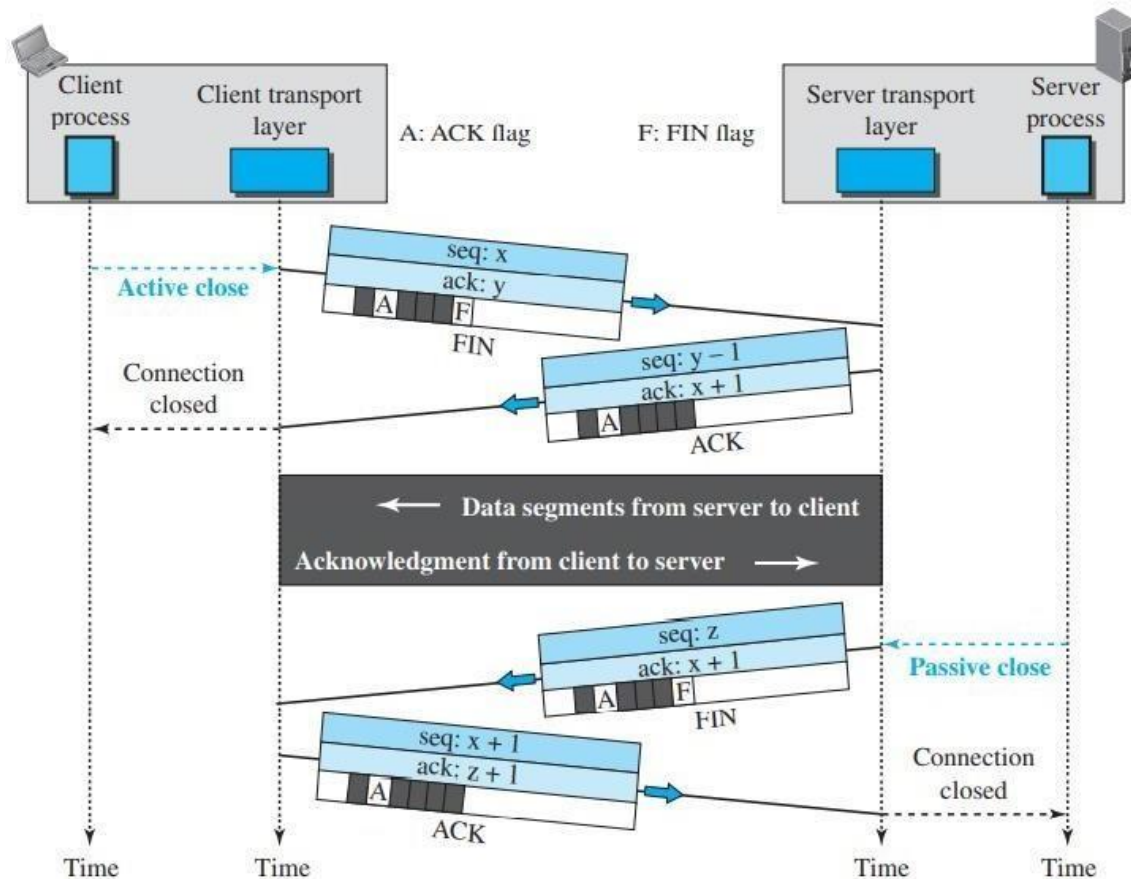 Client
process
Client transport
layer
A: ACK flag
F: FIN flag
Server transport
layer
Server
process
seq: x
ack: y
A
F
FIN
Active close
seq: y – 1
ack: x + 1
A
ACK
Connection
closed
Data segments from server to client
Acknowledgment from client to server
seq: z
ack: x + 1
A
F
FIN
Passive close
seq: x + 1
ack: z + 1
A
ACK
Connection
closed
Time
Time
Time
Time